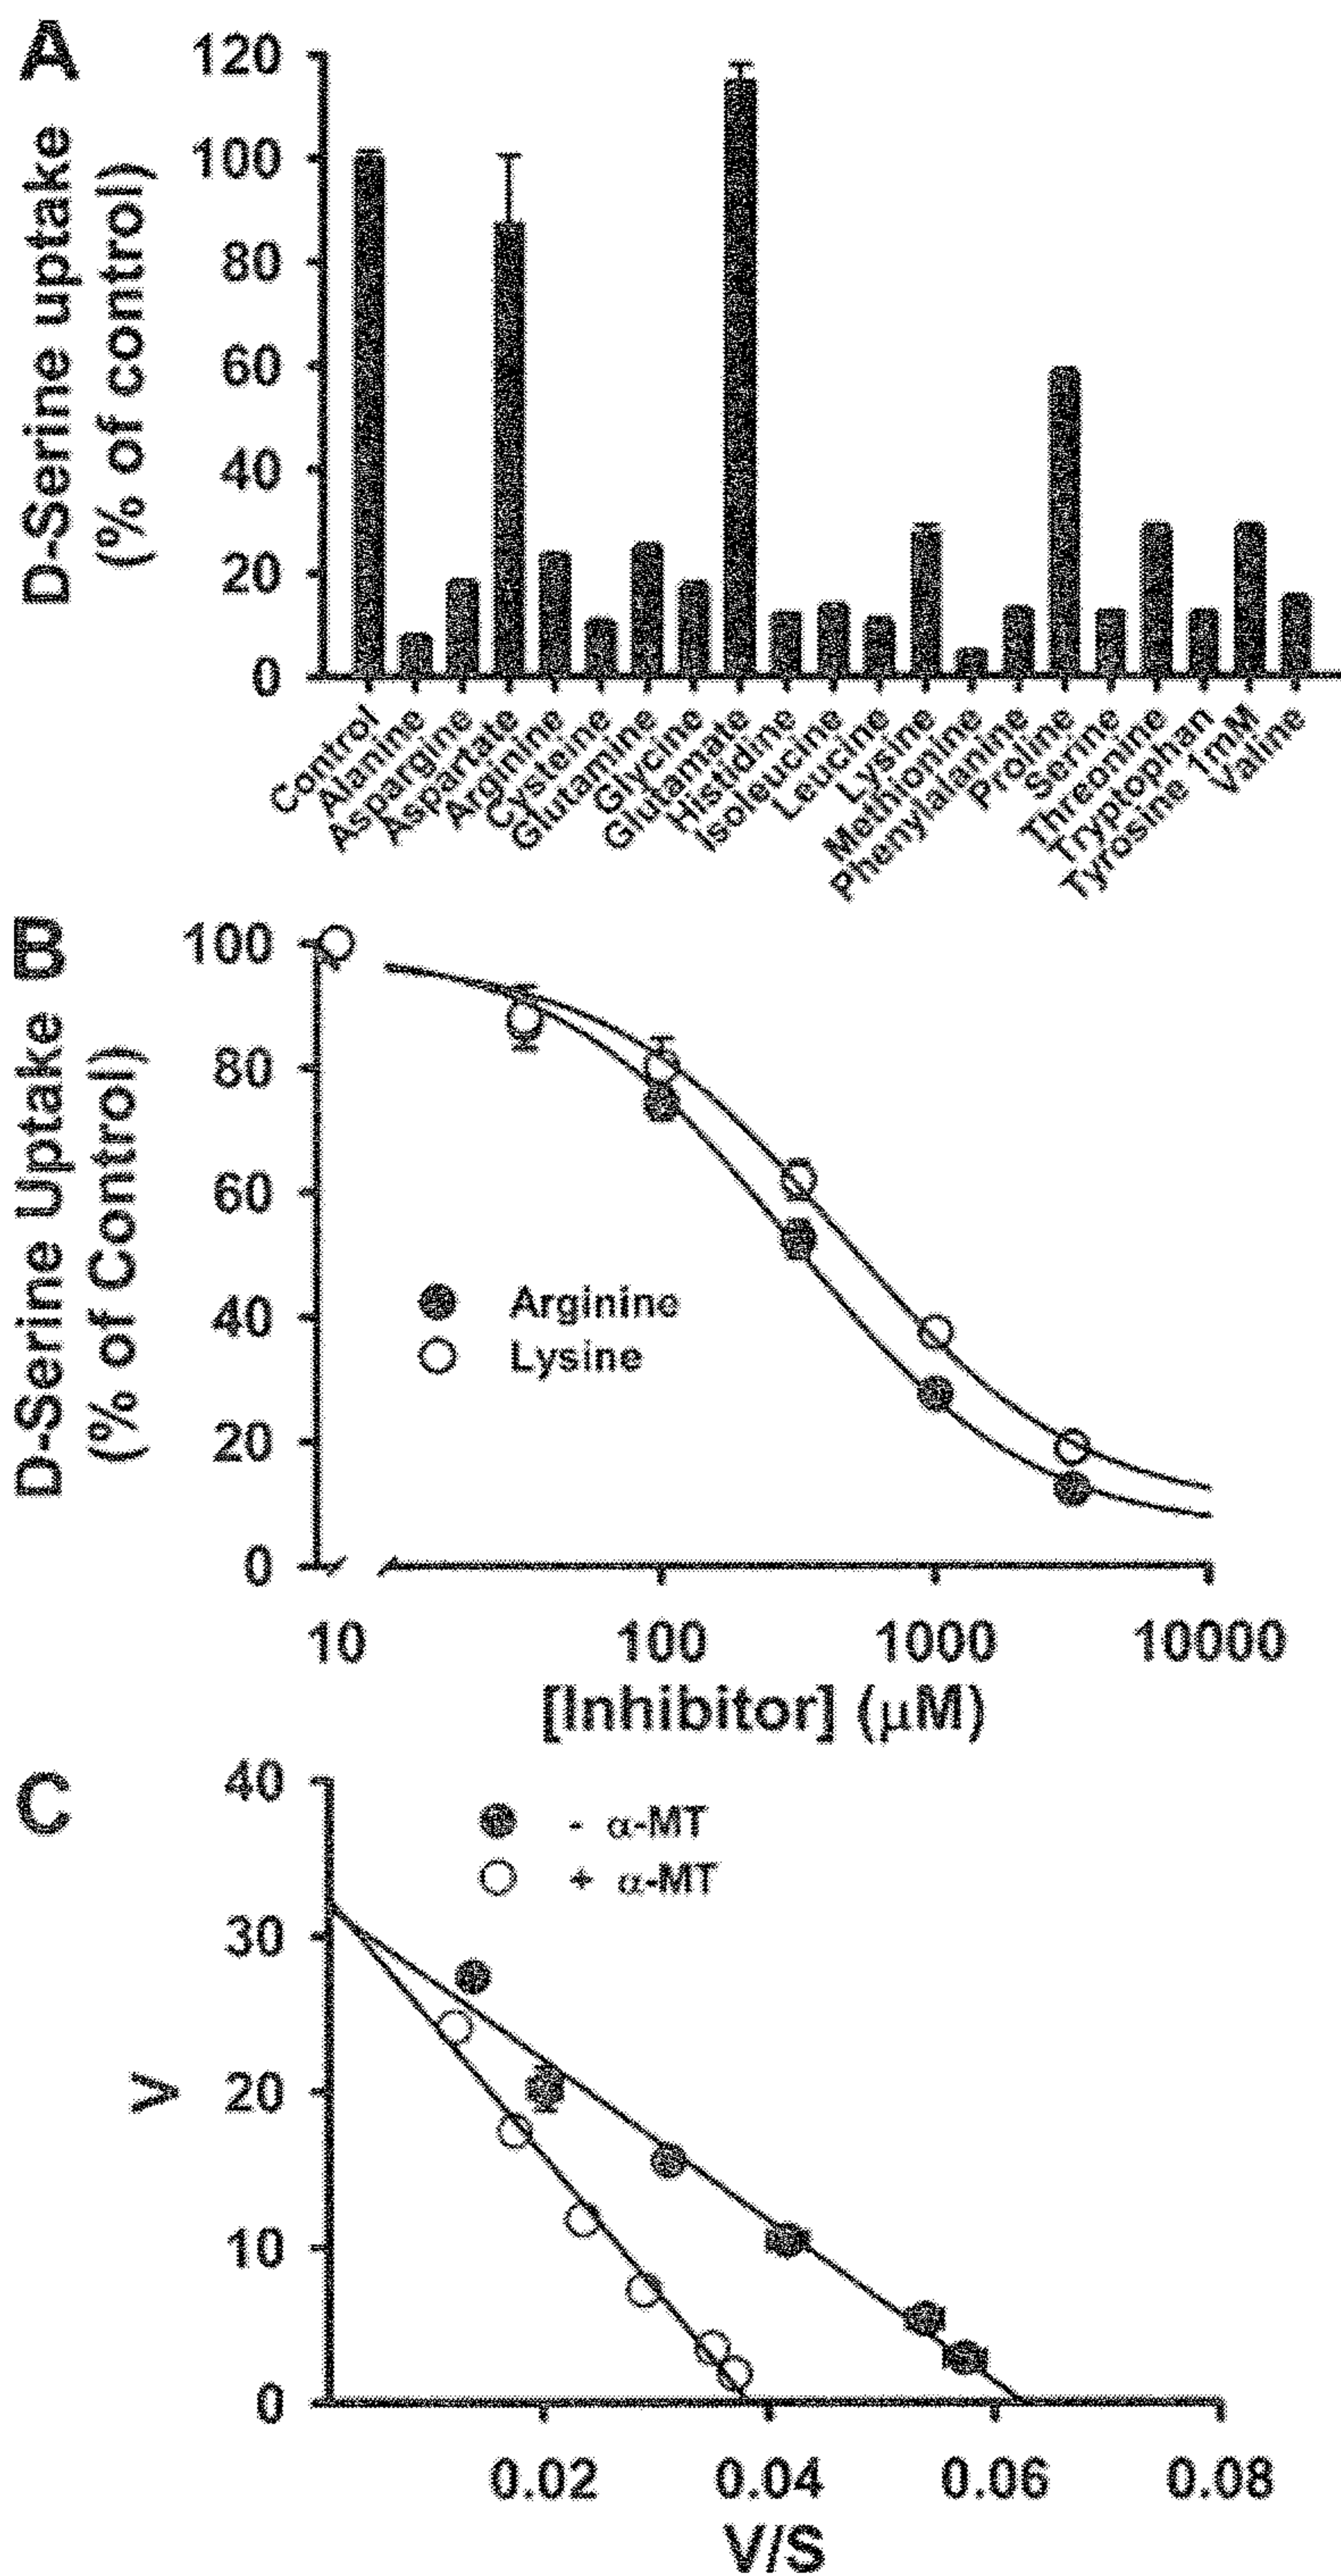 A
D-Serine uptake
(% of control)
120
100
80
60
40
20
0
Control
Alanine
Aspargine
Aspartate
Arginine
Cysteine
Glutamine
Glycine
Glutamate
Histidine
Isoleucine
Leucine
Lysine
Methionine
Phenylalanine
Proline
Serine
Threonine
Tryptophan
Tyrosine 1mM
Valine
B
D-Serine Uptake
(% of Control)
100
80
60
40
20
0
Arginine
Lysine
10 100 1000 10000
[Inhibitor] (μM)
C
V
40
30
20
10
0
- α-MT
+ α-MT
0.02 0.04 0.06 0.08
V/S